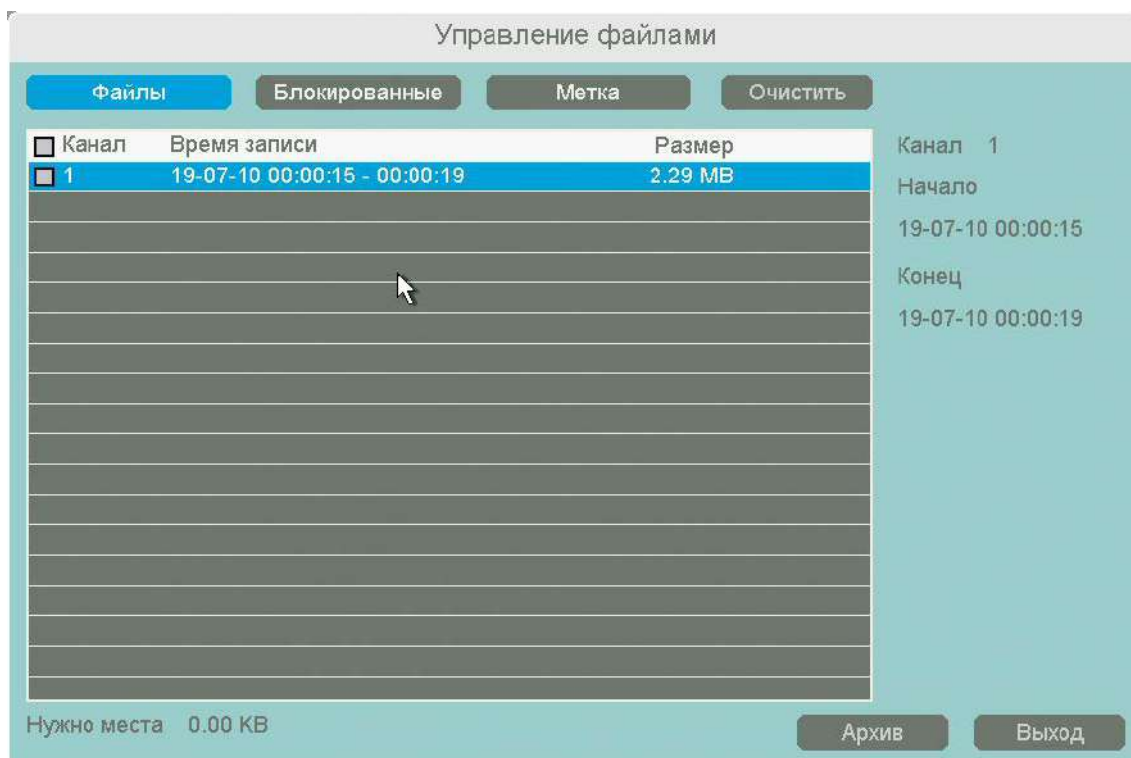 Управление файлами
Файлы Блокированные Метка Очистить
Канал Время записи Размер
1 19-07-10 00:00:15 - 00:00:19 2.29 MB
Канал 1
Начало
19-07-10 00:00:15
Конец
19-07-10 00:00:19
Нужно места 0.00 KB
Архив Выход